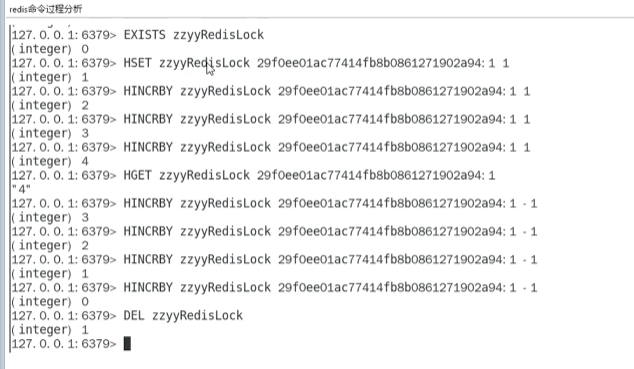 redis命令过程分析
127.0.0.1:6379> EXISTS zzyyRedisLock
(integer) 0
127.0.0.1:6379> HSET zzyyRedisLock 29f0ee01ac77414fb8b0861271902a94:1 1
(integer) 1
127.0.0.1:6379> HINCRBY zzyyRedisLock 29f0ee01ac77414fb8b0861271902a94:1 1
(integer) 2
127.0.0.1:6379> HINCRBY zzyyRedisLock 29f0ee01ac77414fb8b0861271902a94:1 1
(integer) 3
127.0.0.1:6379> HINCRBY zzyyRedisLock 29f0ee01ac77414fb8b0861271902a94:1 1
(integer) 4
127.0.0.1:6379> HGET zzyyRedisLock 29f0ee01ac77414fb8b0861271902a94:1
"4"
127.0.0.1:6379> HINCRBY zzyyRedisLock 29f0ee01ac77414fb8b0861271902a94:1 -1
(integer) 3
127.0.0.1:6379> HINCRBY zzyyRedisLock 29f0ee01ac77414fb8b0861271902a94:1 -1
(integer) 2
127.0.0.1:6379> HINCRBY zzyyRedisLock 29f0ee01ac77414fb8b0861271902a94:1 -1
(integer) 1
127.0.0.1:6379> HINCRBY zzyyRedisLock 29f0ee01ac77414fb8b0861271902a94:1 -1
(integer) 0
127.0.0.1:6379> DEL zzyyRedisLock
(integer) 1
127.0.0.1:6379>